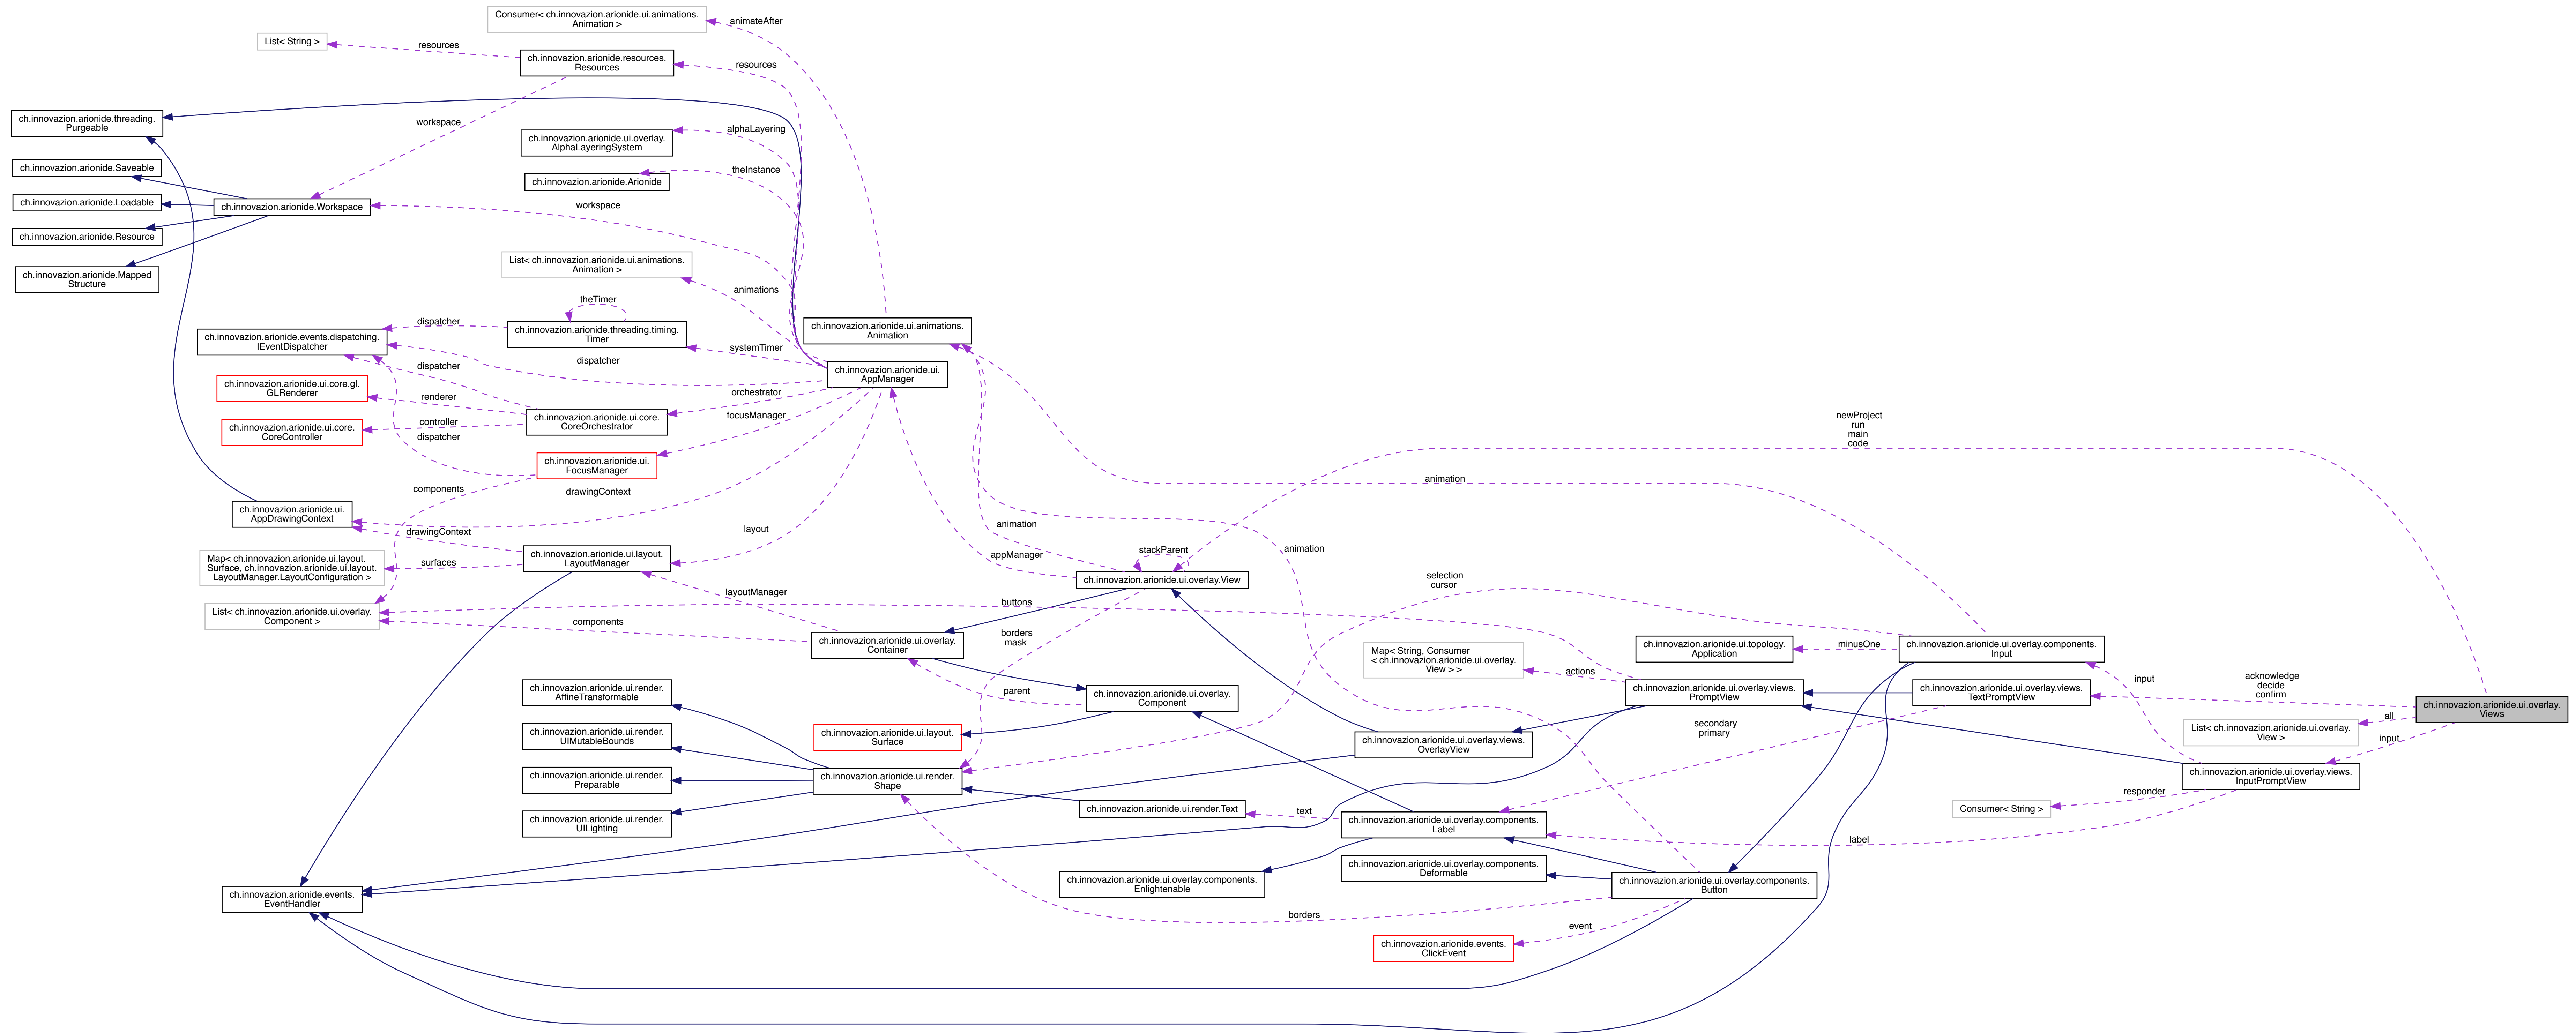 Consumer< ch.innovazion.arionide.ui.animations.
Animation >
animateAfter
List< String >
resources
ch.innovazion.arionide.resources.
Resources
resources
ch.innovazion.arionide.threading.
Purgeable
workspace
alphaLayering
ch.innovazion.arionide.ui.overlay.
AlphaLayeringSystem
ch.innovazion.arionide.Saveable
theInstance
ch.innovazion.arionide.Arionide
ch.innovazion.arionide.Loadable
ch.innovazion.arionide.Workspace
workspace
ch.innovazion.arionide.Resource
ch.innovazion.arionide.Mapped
Structure
List< ch.innovazion.arionide.ui.animations.
Animation >
animations
theTimer
dispatcher
ch.innovazion.arionide.threading.timing.
Timer
ch.innovazion.arionide.ui.animations.
Animation
ch.innovazion.arionide.events.dispatching.
IEventDispatcher
systemTimer
dispatcher
dispatcher
ch.innovazion.arionide.ui.
AppManager
ch.innovazion.arionide.ui.core.gl.
GLRenderer
renderer
orchestrator
ch.innovazion.arionide.ui.core.
CoreOrchestrator
focusManager
ch.innovazion.arionide.ui.core.
CoreController
controller
dispatcher
newProject
run
main
code
ch.innovazion.arionide.ui.
FocusManager
animation
components
drawingContext
ch.innovazion.arionide.ui.
AppDrawingContext
drawingContext
layout
animation
stackParent
animation
appManager
Map< ch.innovazion.arionide.ui.layout.
Surface, ch.innovazion.arionide.ui.layout.
LayoutManager.LayoutConfiguration >
surfaces
ch.innovazion.arionide.ui.layout.
LayoutManager
ch.innovazion.arionide.ui.overlay.View
selection
cursor
layoutManager
buttons
List< ch.innovazion.arionide.ui.overlay.
Component >
components
borders
mask
ch.innovazion.arionide.ui.overlay.
Container
Map< String, Consumer
< ch.innovazion.arionide.ui.overlay.
View > >
actions
ch.innovazion.arionide.ui.topology.
Application
minusOne
ch.innovazion.arionide.ui.overlay.components.
Input
input
acknowledge
decide
confirm
ch.innovazion.arionide.ui.render.
AffineTransformable
parent
ch.innovazion.arionide.ui.overlay.
Component
ch.innovazion.arionide.ui.overlay.views.
PromptView
ch.innovazion.arionide.ui.overlay.views.
TextPromptView
ch.innovazion.arionide.ui.overlay.
Views
all
List< ch.innovazion.arionide.ui.overlay.
View >
input
secondary
primary
ch.innovazion.arionide.ui.render.
UIMutableBounds
ch.innovazion.arionide.ui.layout.
Surface
ch.innovazion.arionide.ui.overlay.views.
OverlayView
ch.innovazion.arionide.ui.render.
Preparable
ch.innovazion.arionide.ui.render.
Shape
ch.innovazion.arionide.ui.overlay.views.
InputPromptView
responder
Consumer< String >
ch.innovazion.arionide.ui.render.Text
text
ch.innovazion.arionide.ui.render.
UILighting
ch.innovazion.arionide.ui.overlay.components.
Label
label
ch.innovazion.arionide.ui.overlay.components.
Deformable
ch.innovazion.arionide.ui.overlay.components.
Enlightenable
ch.innovazion.arionide.ui.overlay.components.
Button
ch.innovazion.arionide.events.
EventHandler
borders
event
ch.innovazion.arionide.events.
ClickEvent